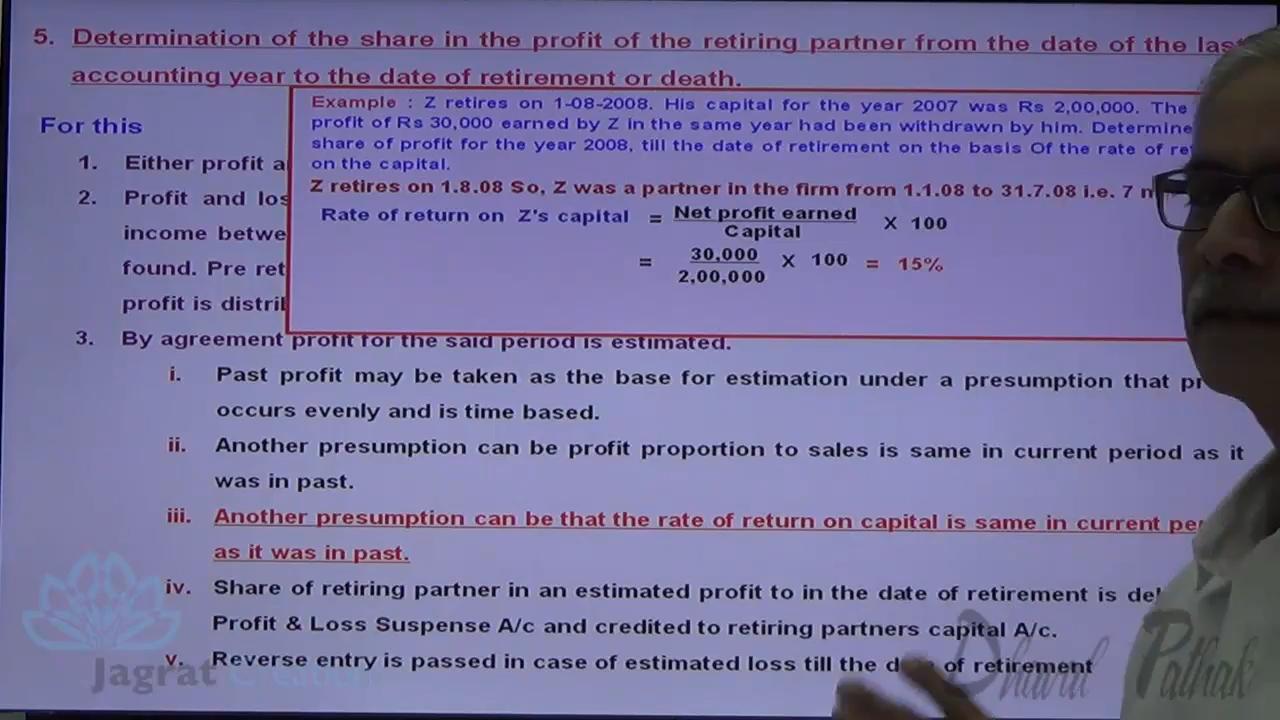 5. Determination of the share in the profit of the retiring partner from the date of the last
accounting year to the date of retirement or death.
For this
Example : Z retires on 1-08-2008. His capital for the year 2007 was Rs 2,00,000. The
profit of Rs 30,000 earned by Z in the same year had been withdrawn by him. Determine
share of profit for the year 2008, till the date of retirement on the basis Of the rate of re
on the capital.
Z retires on 1.8.08 So, Z was a partner in the firm from 1.1.08 to 31.7.08 i.e. 7 m
Rate of return on Z's capital = Net profit earned X 100
Capital
= 30,000 X 100 = 15%
2,00,000
1. Either profit a
2. Profit and los
income betwe
found. Pre ret
profit is distri
3. By agreement profit for the said period is estimated.
i. Past profit may be taken as the base for estimation under a presumption that pr
occurs evenly and is time based.
ii. Another presumption can be profit proportion to sales is same in current period as it
was in past.
iii. Another presumption can be that the rate of return on capital is same in current pe
as it was in past.
iv. Share of retiring partner in an estimated profit to in the date of retirement is de
Profit & Loss Suspense A/c and credited to retiring partners capital A/c.
v. Reverse entry is passed in case of estimated loss till the date of retirement
Jagrat Creation
Dhaval Pathak